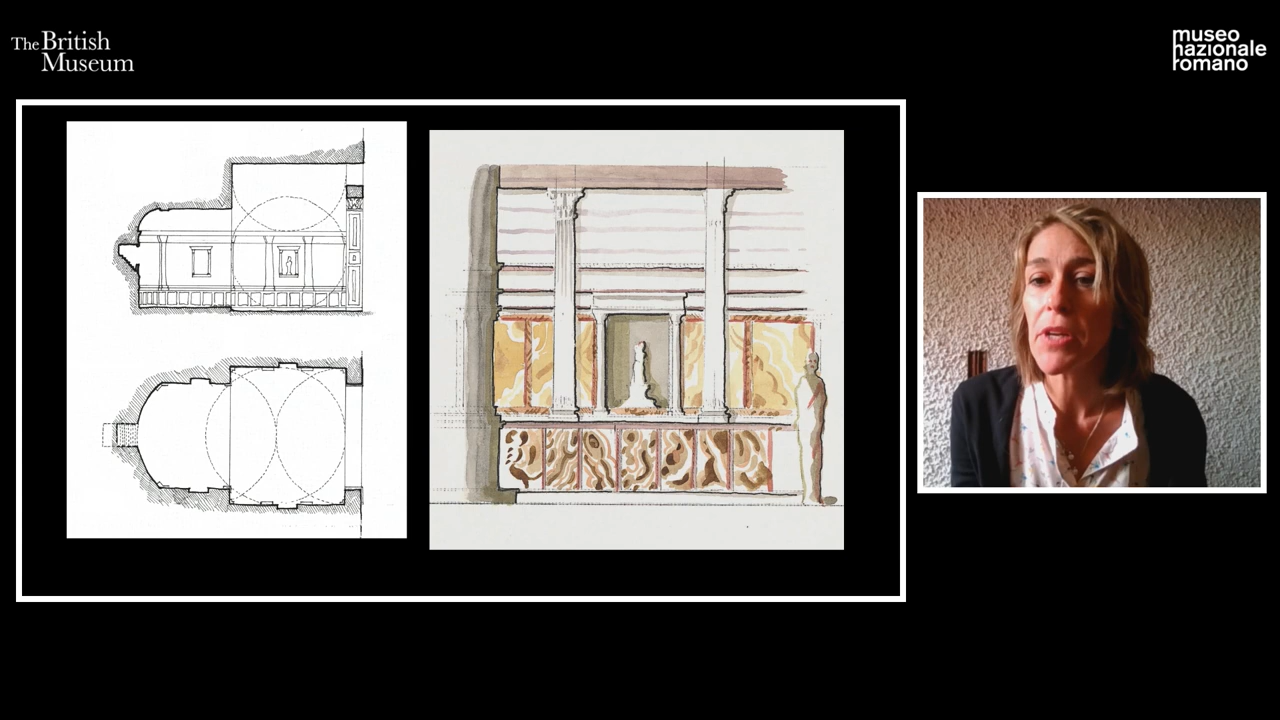 The British
Museum
museo
nazionale
romano